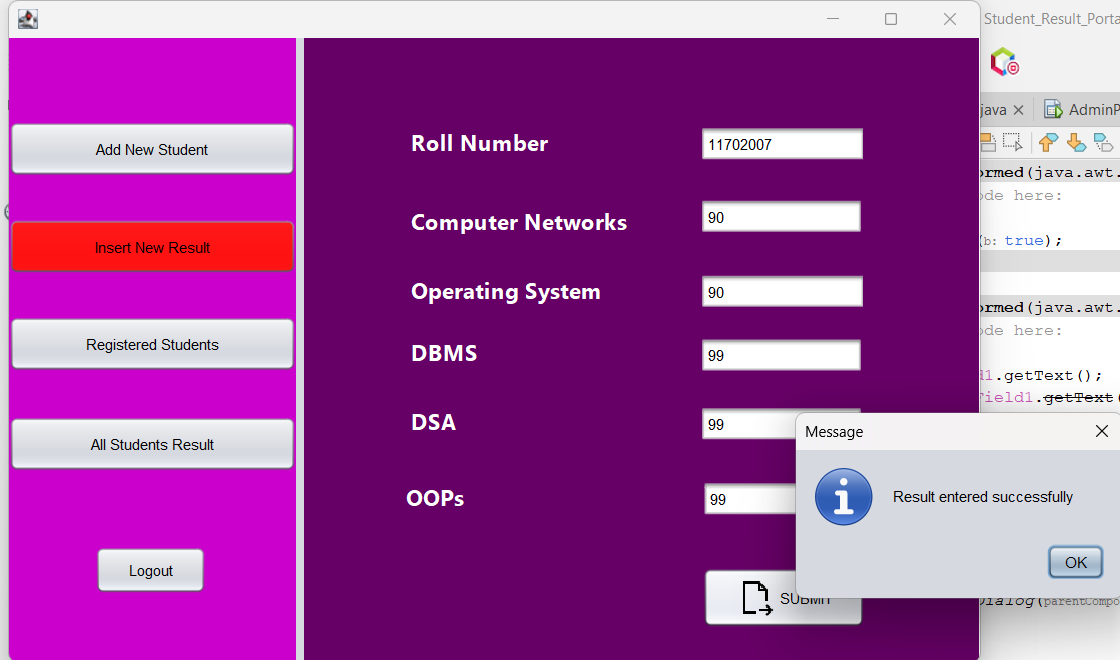 Student_Result_Porta
java
AdminP
Add New Student
Insert New Result
Registered Students
All Students Result
Logout
Roll Number 11702007
Computer Networks 90
Operating System 90
DBMS 99
DSA 99
OOPs 99
SUBMIT
Message
Result entered successfully
OK
ormed(java.awt.
ode here:
(b: true);
ormed(java.awt.
ode here:
d1.getText();
Field1.getText(
Dialog(parentCompo